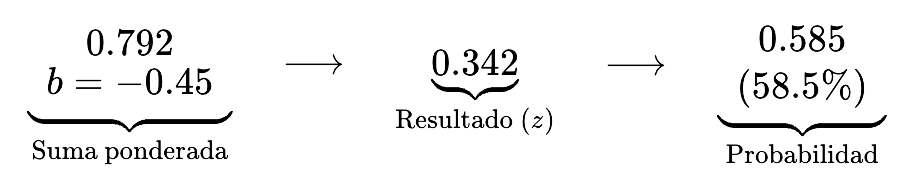 0.792
b = −0.45
Suma ponderada
⟶
0.342
Resultado (z)
⟶
0.585
(58.5%)
Probabilidad